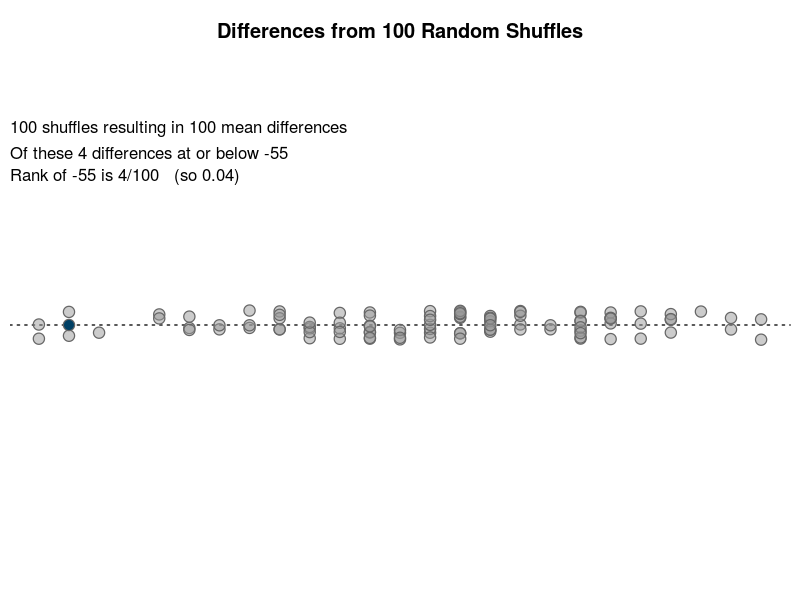 Differences from 100 Random Shuffles
100 shuffles resulting in 100 mean differences
Of these 4 differences at or below -55
Rank of -55 is 4/100 (so 0.04)